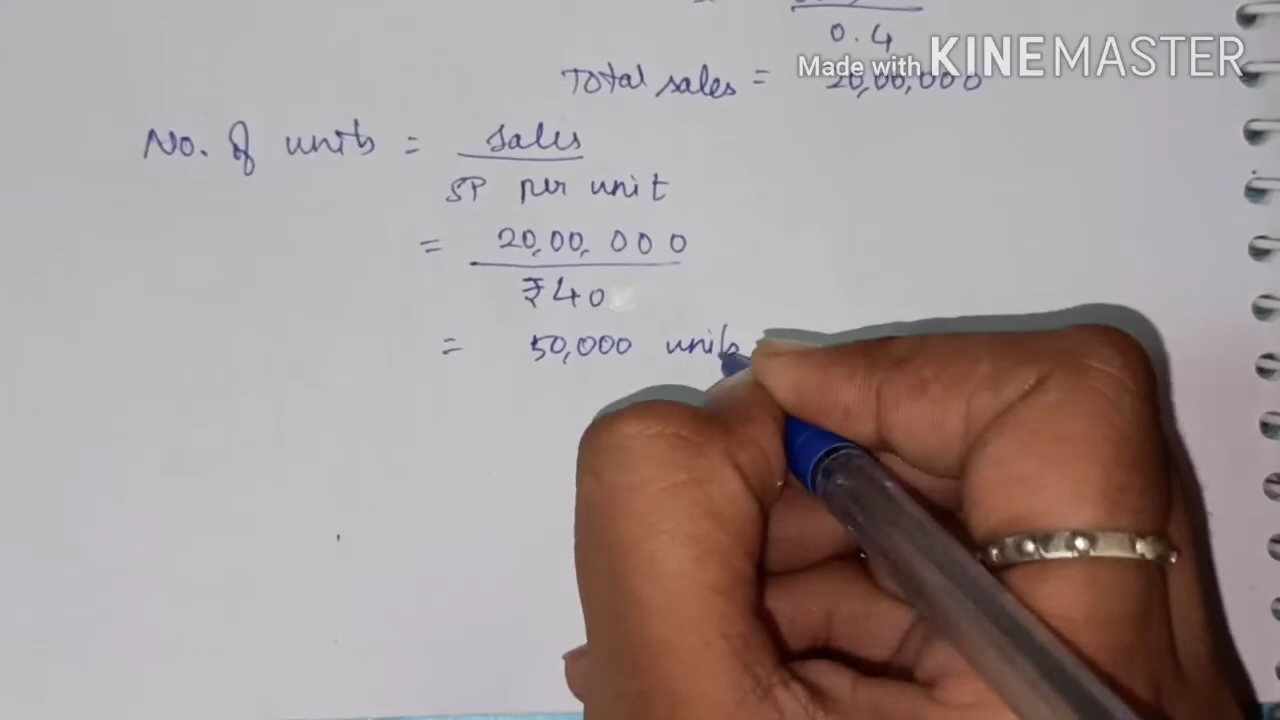 0.4
Made with KINEMASTER
Total sales = 20,00,000
No. of units = sales
SP per unit
= 20,00,000
₹40
= 50,000 units